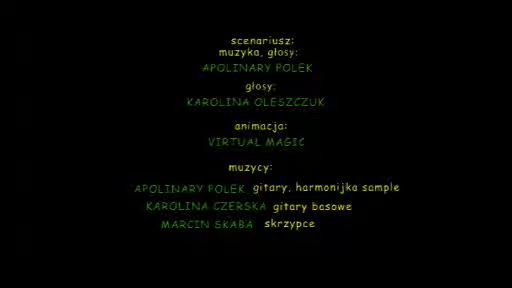 scenariusz:
muzyka, głosy:
APOLINARY POLEK
głosy:
KAROLINA OLESZCZUK
animacja:
VIRTUAL MAGIC
muzycy:
APOLINARY POLEK gitary, harmonijka sample
KAROLINA CZERSKA gitary basowe
MARCIN SKABA skrzypce